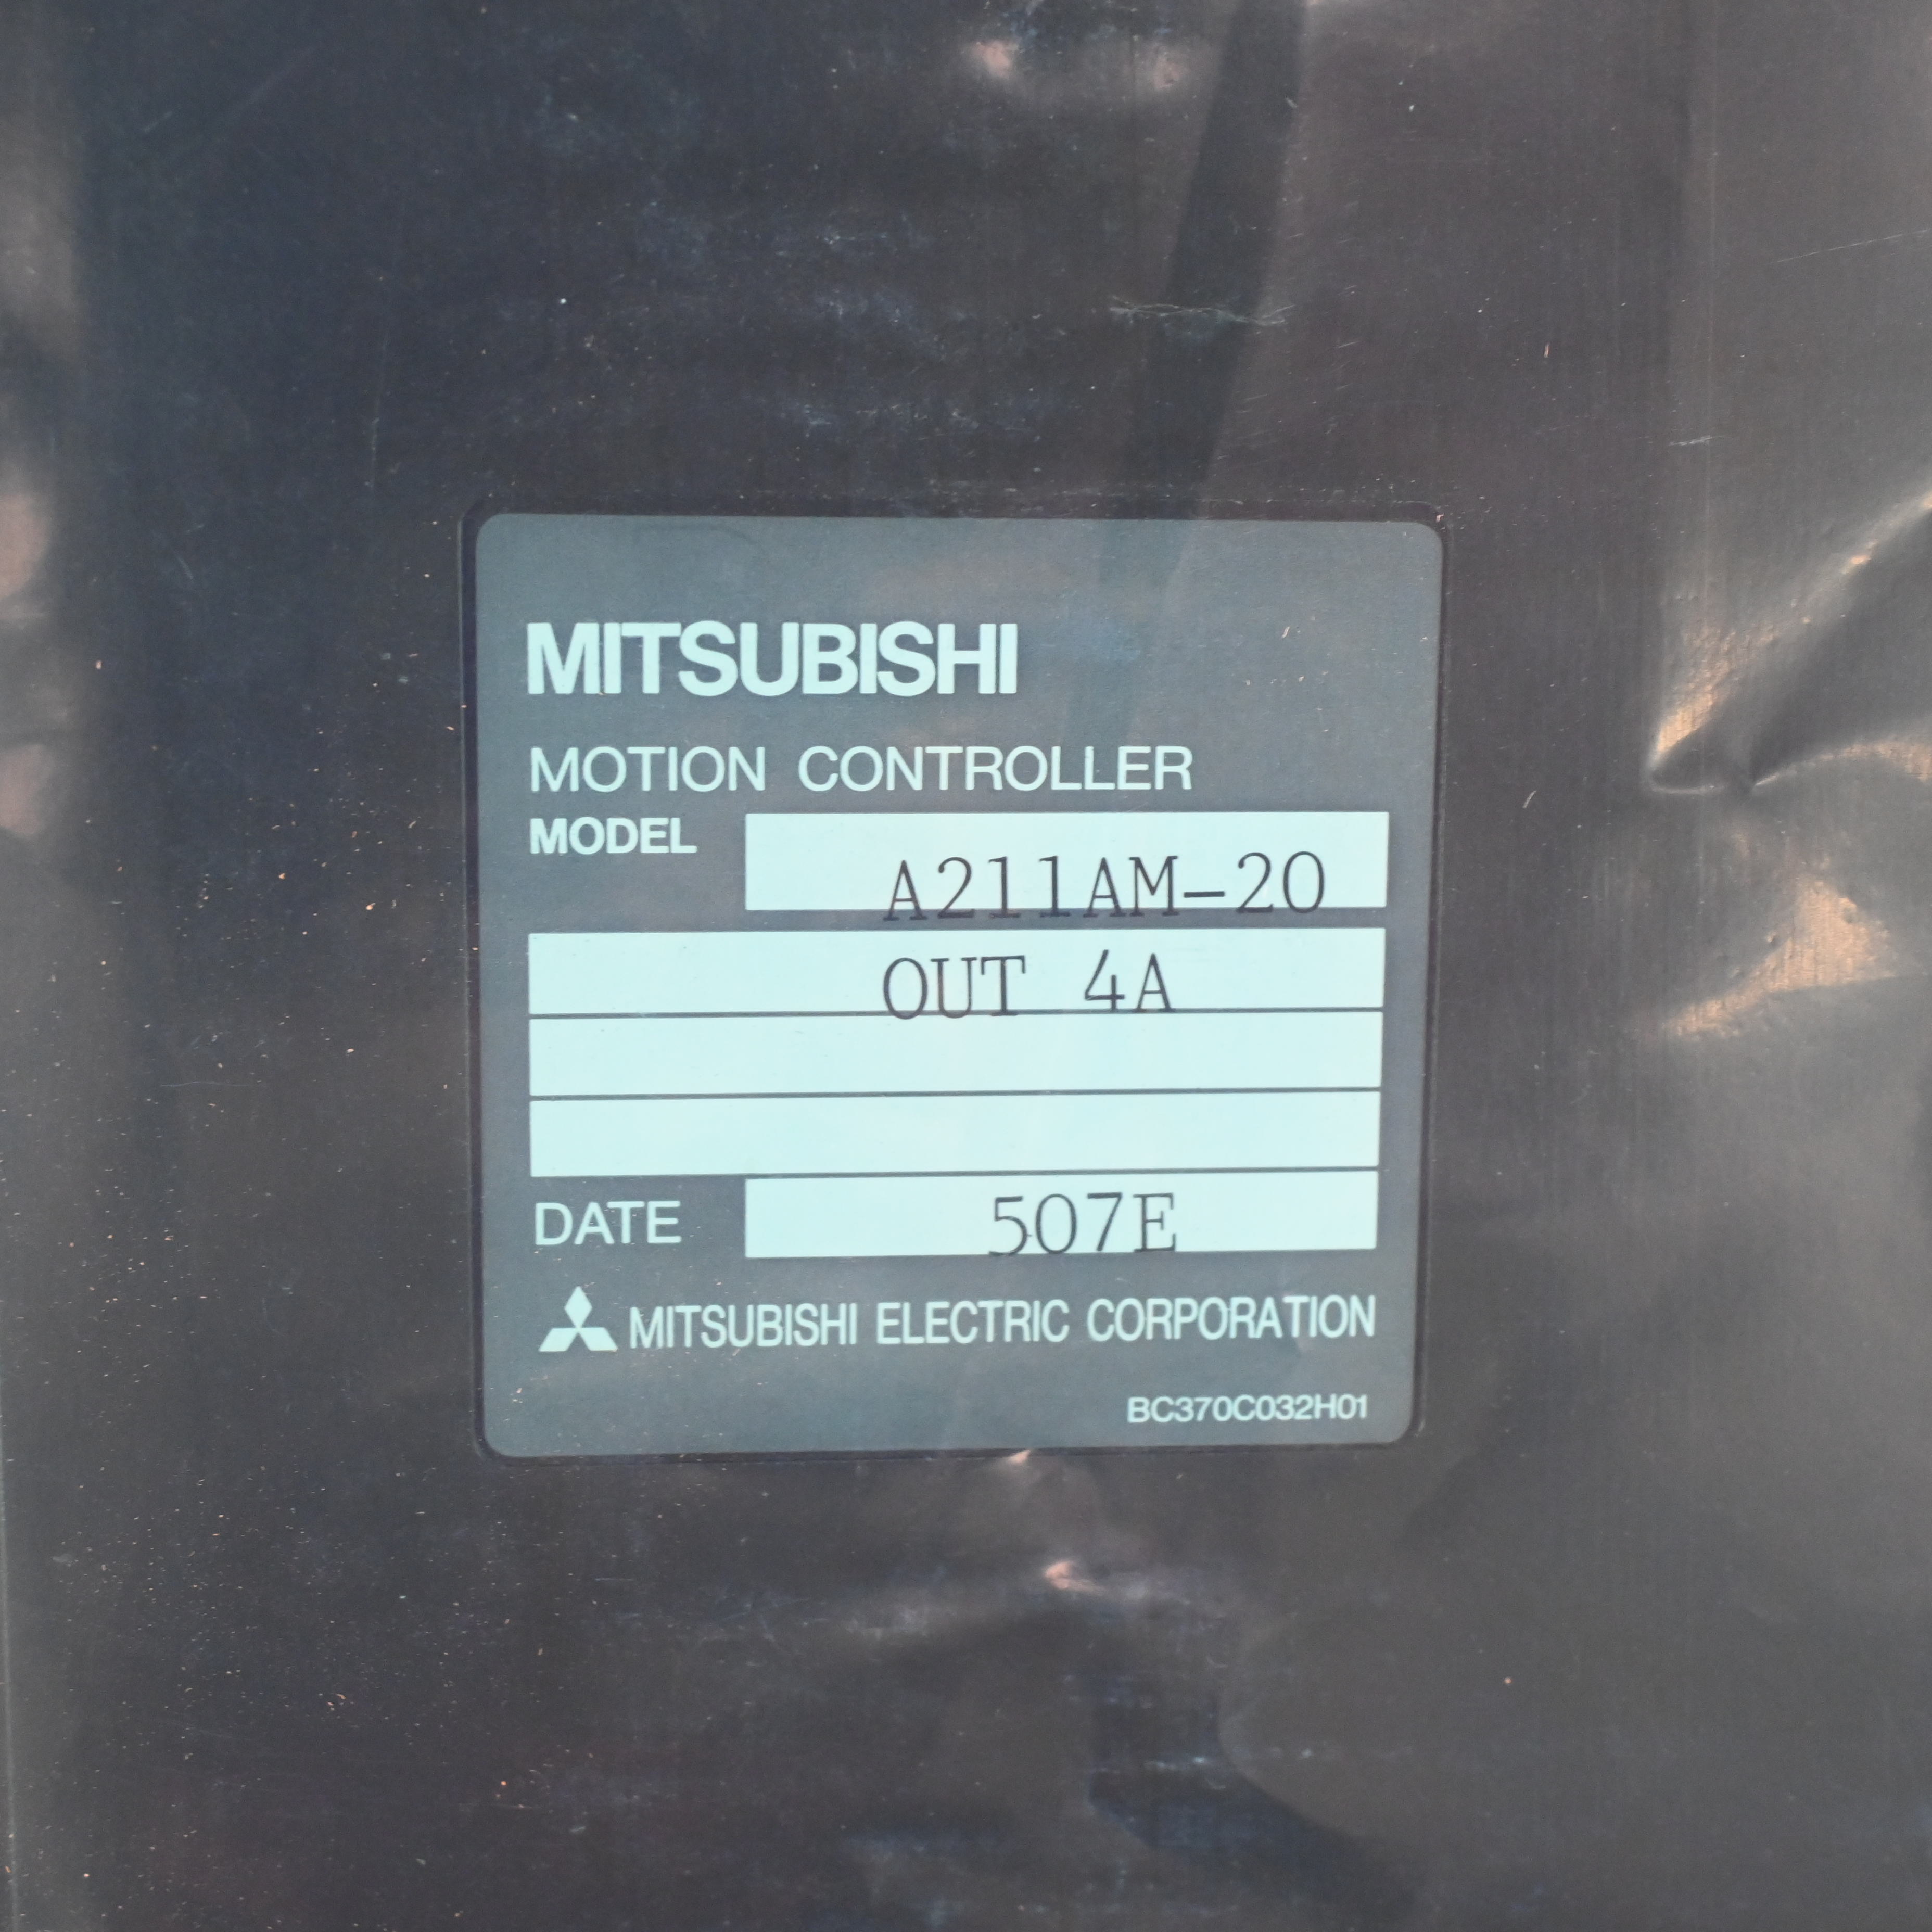 MITSUBISHI
MOTION CONTROLLER
MODEL A211AM-20
OUT 4A
DATE 507E
MITSUBISHI ELECTRIC CORPORATION
BC370C032H01